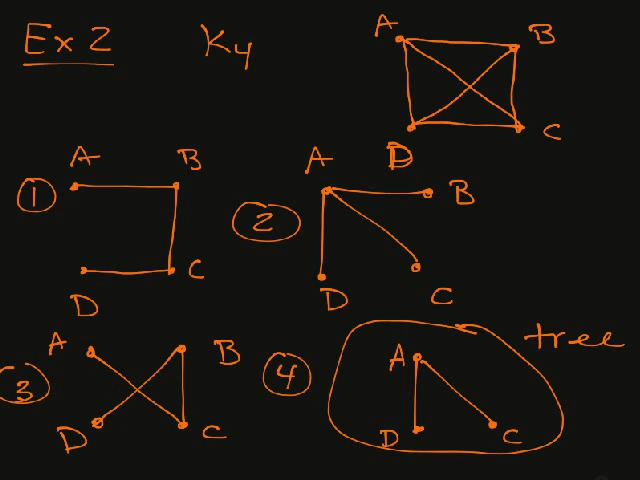 Ex 2 K4
A B
D C
1 A B
D C
2 A B
D C
3 A B
D C
4 A tree
D C